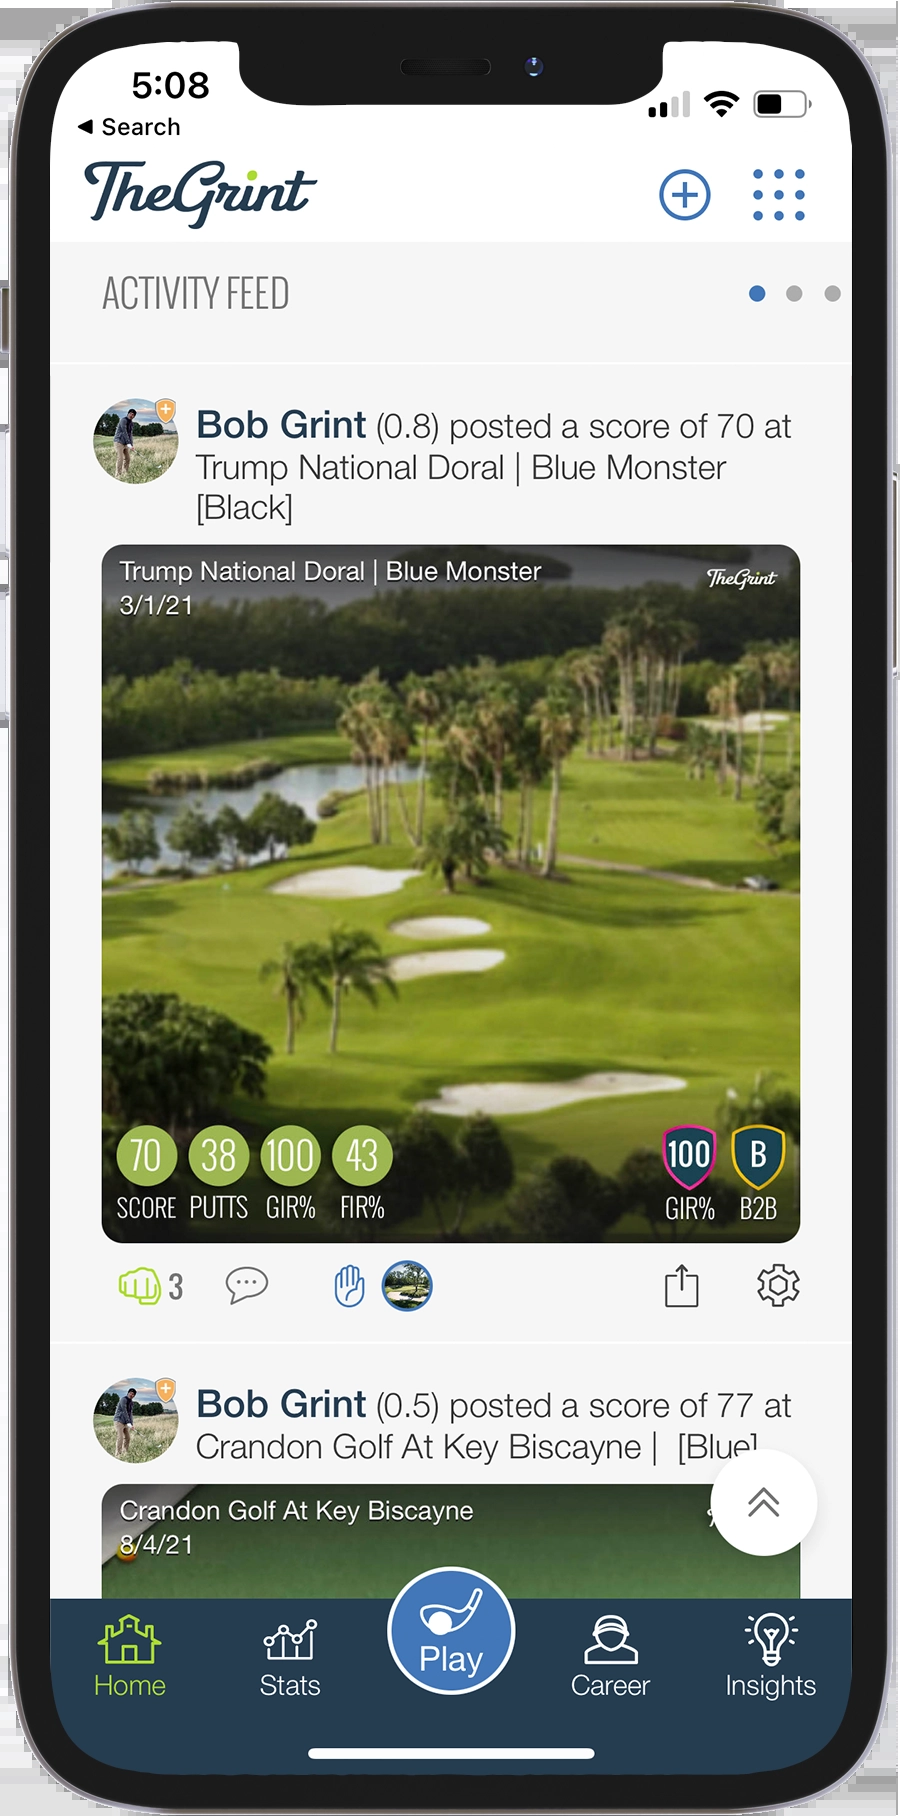 5:08
◀ Search
TheGrint
ACTIVITY FEED
Bob Grint (0.8) posted a score of 70 at
Trump National Doral | Blue Monster
[Black]
Trump National Doral | Blue Monster
TheGrint
3/1/21
70 38 100 43 100 B
SCORE PUTTS GIR% FIR% GIR% B2B
3
Bob Grint (0.5) posted a score of 77 at
Crandon Golf At Key Biscayne | [Blue]
Crandon Golf At Key Biscayne
8/4/21
Home Stats Play Career Insights